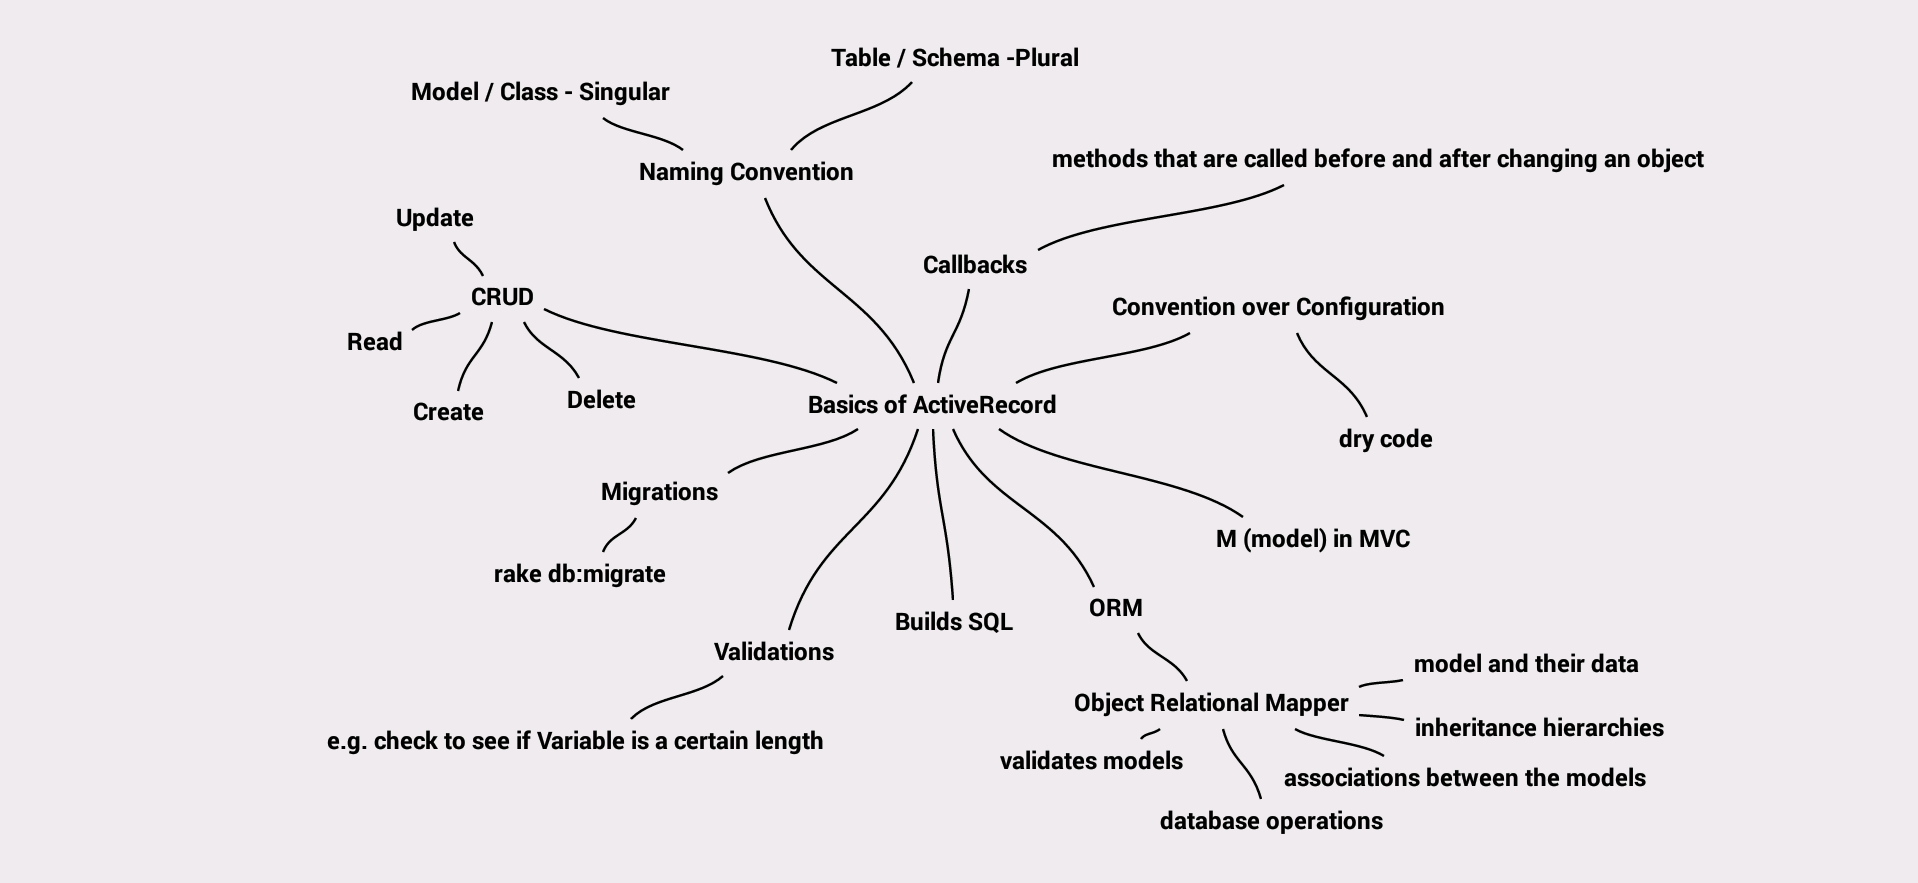 Table / Schema -Plural
Model / Class - Singular
methods that are called before and after changing an object
Naming Convention
Update
Callbacks
CRUD
Convention over Configuration
Read
Delete
Create
Basics of ActiveRecord
dry code
Migrations
M (model) in MVC
rake db:migrate
ORM
Builds SQL
Validations
model and their data
Object Relational Mapper
inheritance hierarchies
e.g. check to see if Variable is a certain length
validates models
associations between the models
database operations